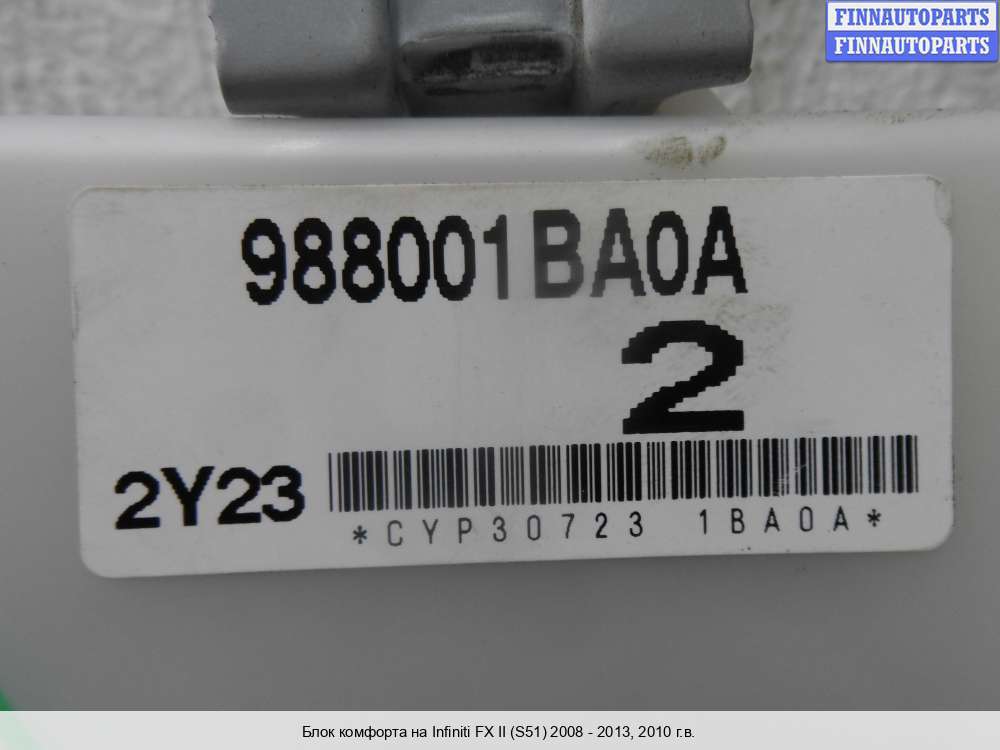 FINNAUTOPARTS
FINNAUTOPARTS
988001BA0A
2
2Y23
*CYP30723 1BA0A*
Блок комфорта на Infiniti FX II (S51) 2008 - 2013, 2010 г.в.